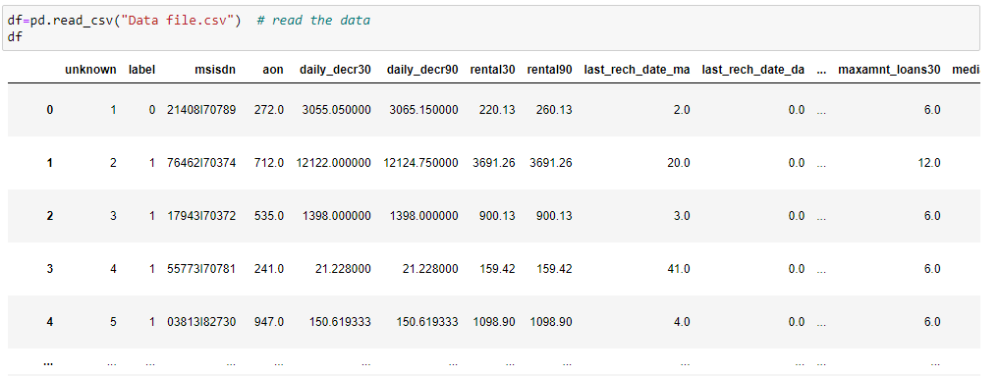 df=pd.read_csv("Data file.csv")  # read the data
df
unknown label msisdn aon daily_decr30 daily_decr90 rental30 rental90 last_rech_date_ma last_rech_date_da ... maxamnt_loans30 medi
0 1 0 21408I70789 272.0 3055.050000 3065.150000 220.13 260.13 2.0 0.0 ... 6.0
1 2 1 76462I70374 712.0 12122.000000 12124.750000 3691.26 3691.26 20.0 0.0 ... 12.0
2 3 1 17943I70372 535.0 1398.000000 1398.000000 900.13 900.13 3.0 0.0 ... 6.0
3 4 1 55773I70781 241.0 21.228000 21.228000 159.42 159.42 41.0 0.0 ... 6.0
4 5 1 03813I82730 947.0 150.619333 150.619333 1098.90 1098.90 4.0 0.0 ... 6.0
... ... ... ... ... ... ... ... ... ... ... ... ...